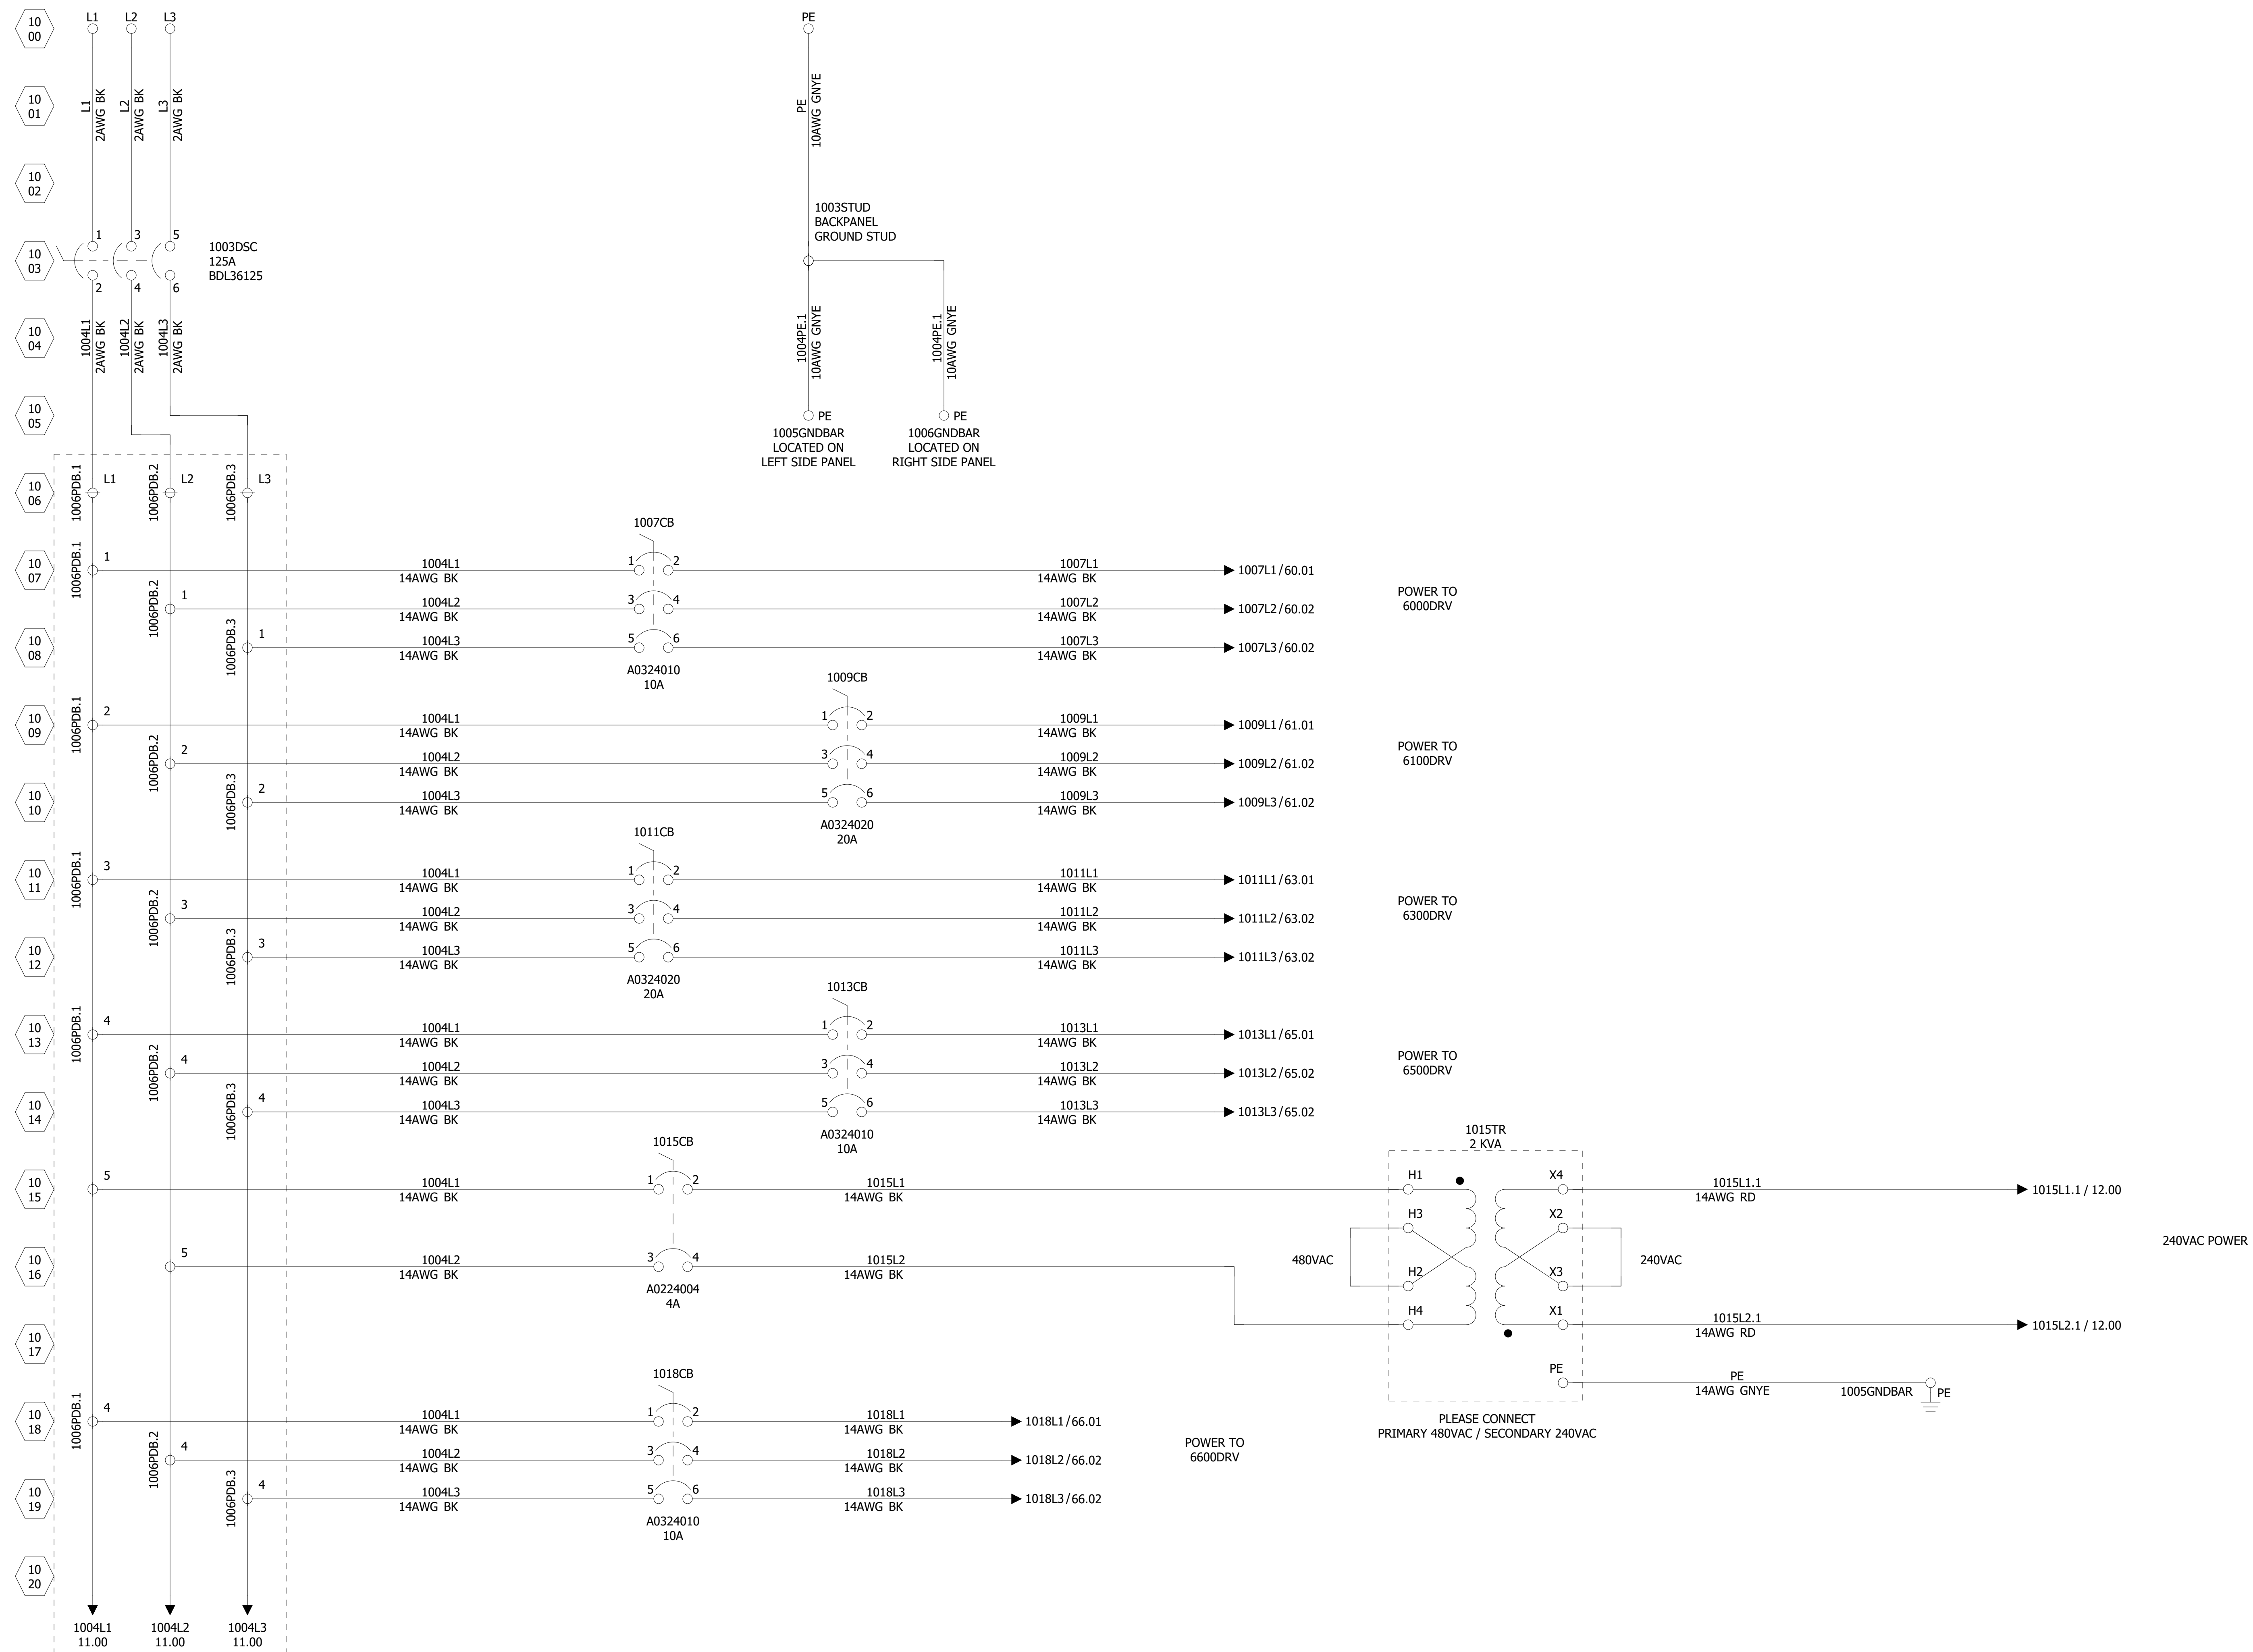 10
00
L1
L2
L3
PE
10
01
L1
2AWG BK
L2
2AWG BK
L3
2AWG BK
PE
10AWG GNYE
10
02
1003STUD
BACKPANEL
GROUND STUD
10
03
1
3
5
2
4
6
1003DSC
125A
BDL36125
10
04
1004L1
2AWG BK
1004L2
2AWG BK
1004L3
2AWG BK
1004PE.1
10AWG GNYE
1004PE.1
10AWG GNYE
10
05
PE
PE
1005GNDBAR
LOCATED ON
LEFT SIDE PANEL
1006GNDBAR
LOCATED ON
RIGHT SIDE PANEL
10
06
1006PDB.1
L1
1006PDB.2
L2
1006PDB.3
L3
1007CB
10
07
1006PDB.1
1
1004L1
14AWG BK
1
2
1007L1
14AWG BK
1007L1/60.01
1006PDB.2
1
1004L2
14AWG BK
3
4
1007L2
14AWG BK
1007L2/60.02
POWER TO
6000DRV
10
08
1006PDB.3
1
1004L3
14AWG BK
5
6
1007L3
14AWG BK
1007L3/60.02
A0324010
10A
1009CB
10
09
1006PDB.1
2
1004L1
14AWG BK
1
2
1009L1
14AWG BK
1009L1/61.01
1006PDB.2
2
1004L2
14AWG BK
3
4
1009L2
14AWG BK
1009L2/61.02
POWER TO
6100DRV
10
10
1006PDB.3
2
1004L3
14AWG BK
5
6
1009L3
14AWG BK
1009L3/61.02
A0324020
20A
1011CB
10
11
1006PDB.1
3
1004L1
14AWG BK
1
2
1011L1
14AWG BK
1011L1/63.01
1006PDB.2
3
1004L2
14AWG BK
3
4
1011L2
14AWG BK
1011L2/63.02
POWER TO
6300DRV
10
12
1006PDB.3
3
1004L3
14AWG BK
5
6
1011L3
14AWG BK
1011L3/63.02
A0324020
20A
1013CB
10
13
1006PDB.1
4
1004L1
14AWG BK
1
2
1013L1
14AWG BK
1013L1/65.01
1006PDB.2
4
1004L2
14AWG BK
3
4
1013L2
14AWG BK
1013L2/65.02
POWER TO
6500DRV
10
14
1006PDB.3
4
1004L3
14AWG BK
5
6
1013L3
14AWG BK
1013L3/65.02
A0324010
10A
1015CB
1015TR
2 KVA
10
15
5
1004L1
14AWG BK
1
2
1015L1
14AWG BK
H1
X4
1015L1.1
14AWG RD
1015L1.1 / 12.00
H3
X2
240VAC POWER
10
16
5
1004L2
14AWG BK
3
4
1015L2
14AWG BK
480VAC
H2
X3
240VAC
A0224004
4A
H4
X1
1015L2.1
14AWG RD
1015L2.1 / 12.00
10
17
1018CB
PE
PE
14AWG GNYE
1005GNDBAR
PE
PLEASE CONNECT
PRIMARY 480VAC / SECONDARY 240VAC
10
18
1006PDB.1
4
1004L1
14AWG BK
1
2
1018L1
14AWG BK
1018L1/66.01
1006PDB.2
4
1004L2
14AWG BK
3
4
1018L2
14AWG BK
1018L2/66.02
POWER TO
6600DRV
10
19
1006PDB.3
4
1004L3
14AWG BK
5
6
1018L3
14AWG BK
1018L3/66.02
A0324010
10A
10
20
1004L1
11.00
1004L2
11.00
1004L3
11.00